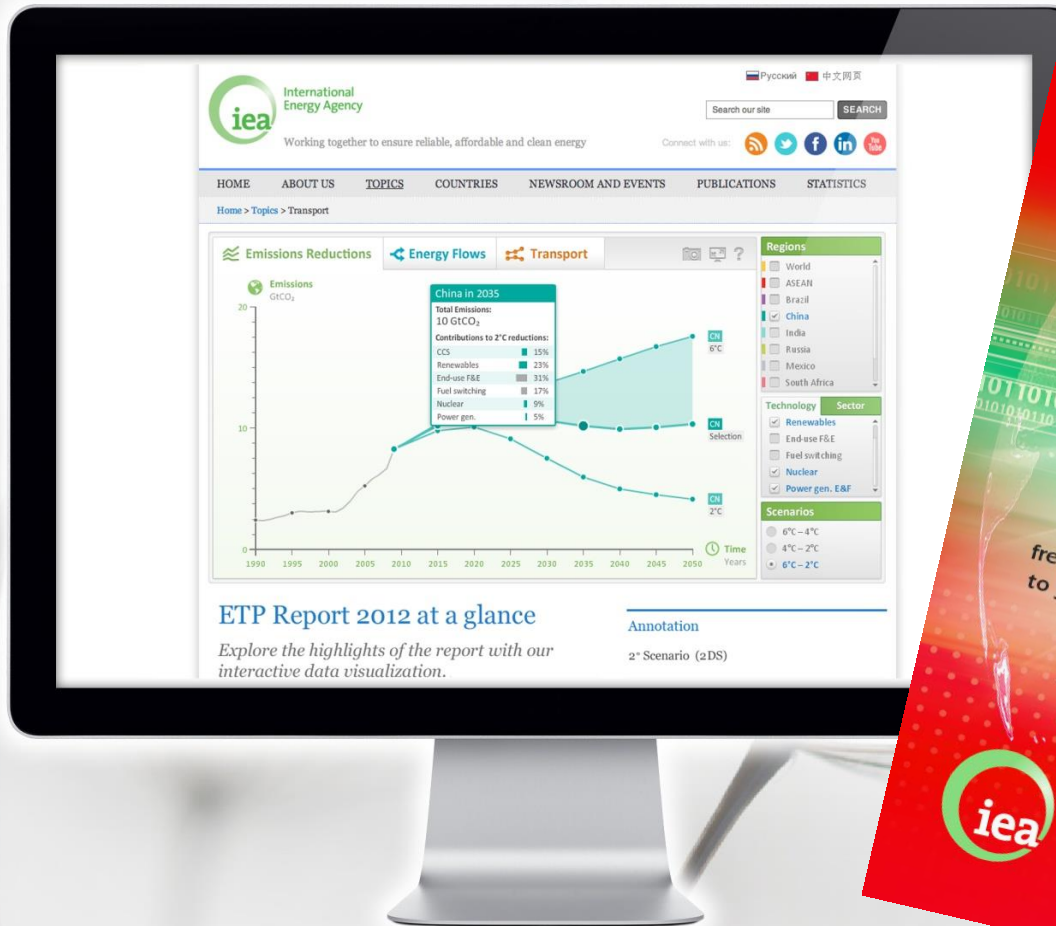 Русский 中文网页
iea
International
Energy Agency
Search our site SEARCH
Working together to ensure reliable, affordable and clean energy
Connect with us: f in You Tube
HOME ABOUT US TOPICS COUNTRIES NEWSROOM AND EVENTS PUBLICATIONS STATISTICS
Home > Topics > Transport
Emissions Reductions Energy Flows Transport ?
Emissions
GtCO₂
20
10
0
1990 1995 2000 2005 2010 2015 2020 2025 2030 2035 2040 2045 2050
Time
Years
China in 2035
Total Emissions:
10 GtCO₂
Contributions to 2°C reductions:
CCS 15%
Renewables 23%
End-use F&E 31%
Fuel switching 17%
Nuclear 9%
Power gen. 5%
CN
6°C
CN
Selection
CN
2°C
Regions
World
ASEAN
Brazil
China
India
Russia
Mexico
South Africa
Technology Sector
Renewables
End-use F&E
Fuel switching
Nuclear
Power gen. E&F
Scenarios
6°C – 4°C
4°C – 2°C
6°C – 2°C
ETP Report 2012 at a glance
Explore the highlights of the report with our
interactive data visualization.
Annotation
2° Scenario (2DS)
to
iea